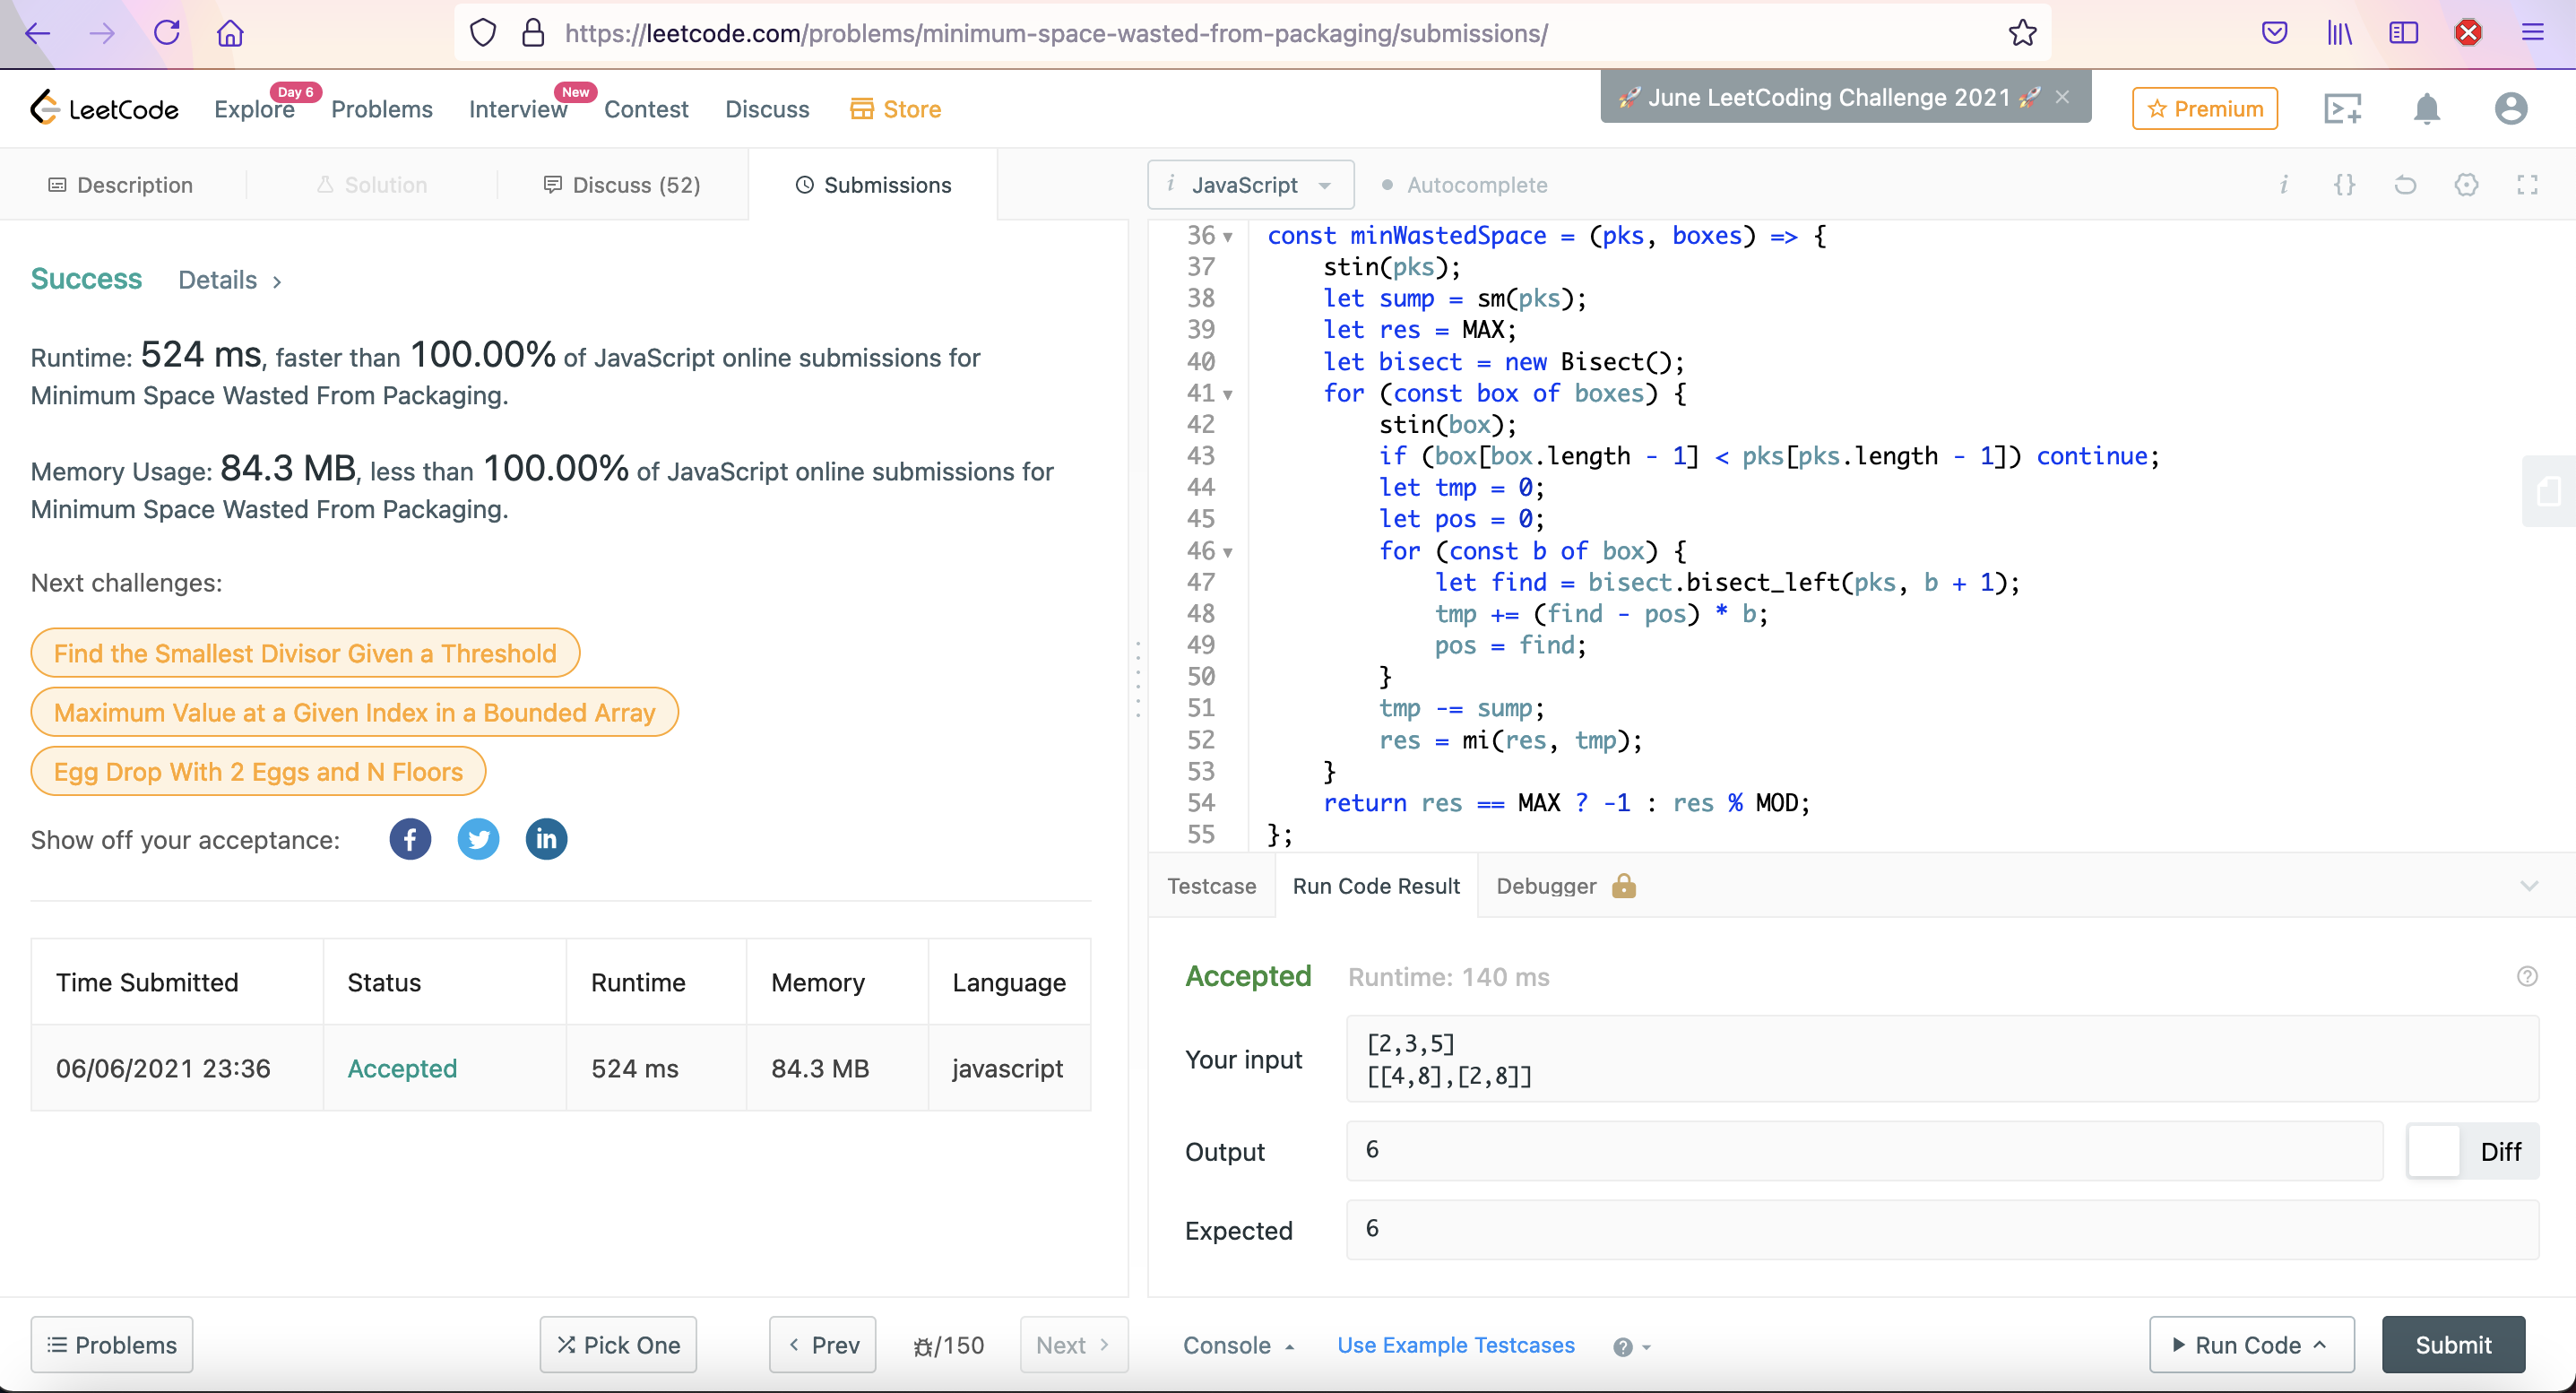 https://leetcode.com/problems/minimum-space-wasted-from-packaging/submissions/
LeetCode
Explore
Day 6
Problems
Interview
New
Contest
Discuss
Store
🚀 June LeetCoding Challenge 2021 🚀 ×
Premium
Description
Solution
Discuss (52)
Submissions
i JavaScript
Autocomplete
i {}
Success Details >
Runtime: 524 ms, faster than 100.00% of JavaScript online submissions for
Minimum Space Wasted From Packaging.
Memory Usage: 84.3 MB, less than 100.00% of JavaScript online submissions for
Minimum Space Wasted From Packaging.
Next challenges:
Find the Smallest Divisor Given a Threshold
Maximum Value at a Given Index in a Bounded Array
Egg Drop With 2 Eggs and N Floors
Show off your acceptance: f in
Time Submitted Status Runtime Memory Language
06/06/2021 23:36 Accepted 524 ms 84.3 MB javascript
36 const minWastedSpace = (pks, boxes) => {
37 stin(pks);
38 let sump = sm(pks);
39 let res = MAX;
40 let bisect = new Bisect();
41 for (const box of boxes) {
42 stin(box);
43 if (box[box.length - 1] < pks[pks.length - 1]) continue;
44 let tmp = 0;
45 let pos = 0;
46 for (const b of box) {
47 let find = bisect.bisect_left(pks, b + 1);
48 tmp += (find - pos) * b;
49 pos = find;
50 }
51 tmp -= sump;
52 res = mi(res, tmp);
53 }
54 return res == MAX ? -1 : res % MOD;
55 };
Testcase Run Code Result Debugger
Accepted Runtime: 140 ms
Your input
[2,3,5]
[[4,8],[2,8]]
Output 6 Diff
Expected 6
Problems
Pick One
< Prev
/150
Next >
Console
Use Example Testcases
?
Run Code
Submit